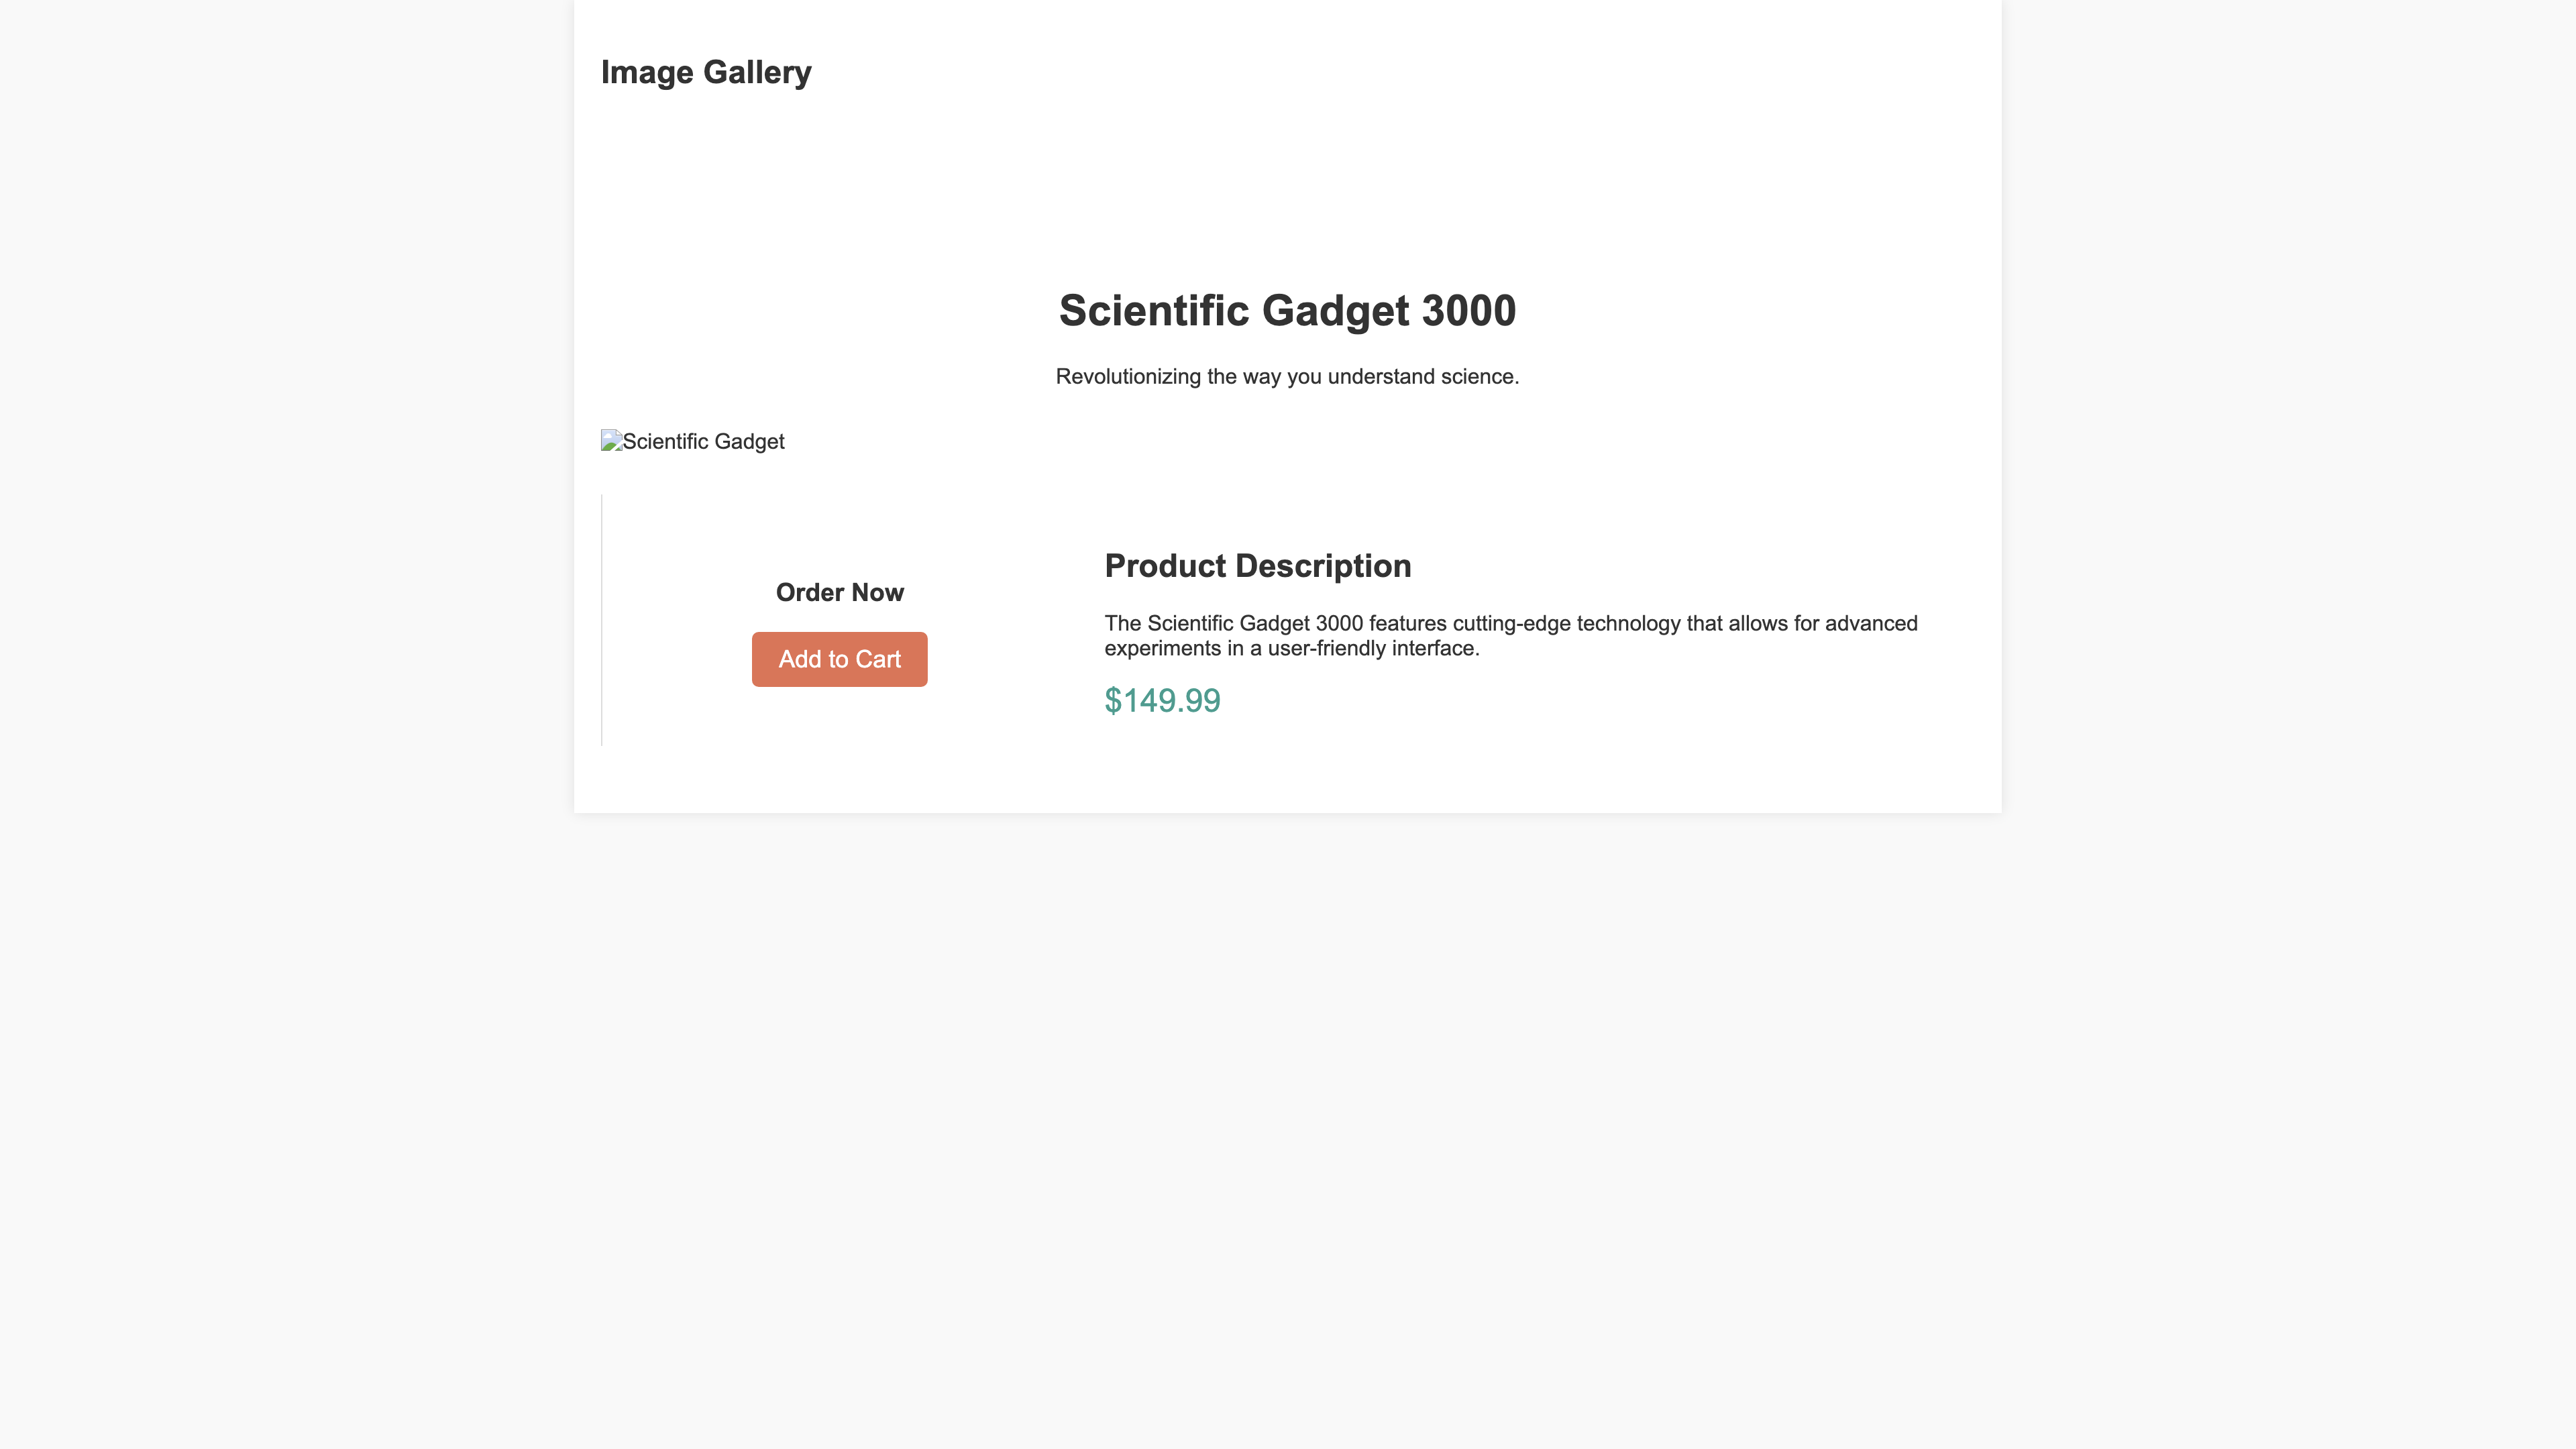 Image Gallery
Scientific Gadget 3000
Revolutionizing the way you understand science.
Scientific Gadget
Order Now
Add to Cart
Product Description
The Scientific Gadget 3000 features cutting-edge technology that allows for advanced
experiments in a user-friendly interface.
$149.99